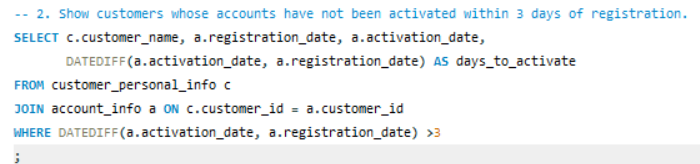 -- 2. Show customers whose accounts have not been activated within 3 days of registration.
SELECT c.customer_name, a.registration_date, a.activation_date,
       DATEDIFF(a.activation_date, a.registration_date) AS days_to_activate
FROM customer_personal_info c
JOIN account_info a ON c.customer_id = a.customer_id
WHERE DATEDIFF(a.activation_date, a.registration_date) >3
;